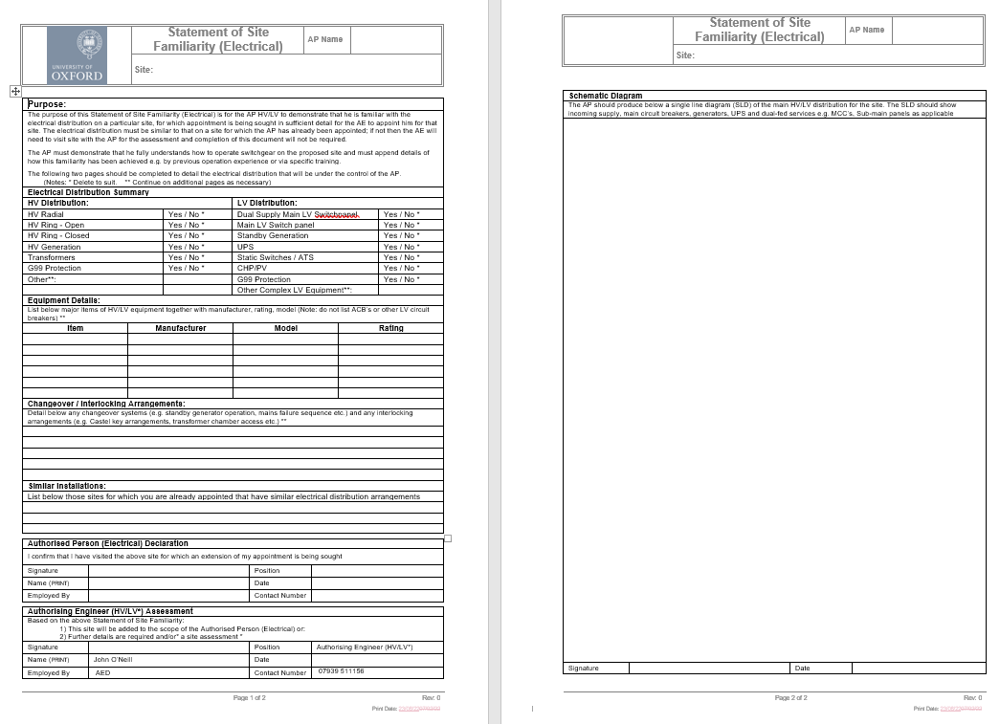 UNIVERSITY OF
OXFORD
Statement of Site
Familiarity (Electrical)
AP Name
Site:
Purpose:
The purpose of this Statement of Site Familiarity (Electrical) is for the AP HV/LV to demonstrate that he is familiar with the
electrical distribution on a particular site, for which appointment is being sought in sufficient detail for the AE to appoint him for that
site. The electrical distribution must be similar to that on a site for which the AP has already been appointed; if not then the AE will
need to visit site with the AP for the assessment and completion of this document will not be required.
The AP must demonstrate that he fully understands how to operate switchgear on the proposed site and must append details of
how this familiarity has been achieved e.g. by previous operation experience or via specific training.
The following two pages should be completed to detail the electrical distribution that will be under the control of the AP.
(Notes: * Delete to suit. ** Continue on additional pages as necessary)
Electrical Distribution Summary
HV Distribution: LV Distribution:
HV Radial Yes / No * Dual Supply Main LV Switchpanel Yes / No *
HV Ring - Open Yes / No * Main LV Switch panel Yes / No *
HV Ring - Closed Yes / No * Standby Generation Yes / No *
HV Generation Yes / No * UPS Yes / No *
Transformers Yes / No * Static Switches / ATS Yes / No *
G99 Protection Yes / No * CHP/PV Yes / No *
Other**: G99 Protection Yes / No *
Other Complex LV Equipment**:
Equipment Details:
List below major items of HV/LV equipment together with manufacturer, rating, model (Note: do not list ACB's or other LV circuit
breakers) **
Item Manufacturer Model Rating
Changeover / Interlocking Arrangements:
Detail below any changeover systems (e.g. standby generator operation, mains failure sequence etc.) and any interlocking
arrangements (e.g. Castel key arrangements, transformer chamber access etc.) **
Similar Installations:
List below those sites for which you are already appointed that have similar electrical distribution arrangements
Authorised Person (Electrical) Declaration
I confirm that I have visited the above site for which an extension of my appointment is being sought
Signature Position
Name (PRINT) Date
Employed By Contact Number
Authorising Engineer (HV/LV*) Assessment
Based on the above Statement of Site Familiarity:
1) This site will be added to the scope of the Authorised Person (Electrical) or:
2) Further details are required and/or* a site assessment *
Signature Position Authorising Engineer (HV/LV*)
Name (PRINT) John O'Neill Date
Employed By AED Contact Number 07939 511156
Page 1 of 2 Rev: 0
Print Date:
Statement of Site
Familiarity (Electrical)
AP Name
Site:
Schematic Diagram
The AP should produce below a single line diagram (SLD) of the main HV/LV distribution for the site. The SLD should show
incoming supply, main circuit breakers, generators, UPS and dual-fed services e.g. MCC's, Sub-main panels as applicable
Signature Date
Page 2 of 2 Rev: 0
Print Date: